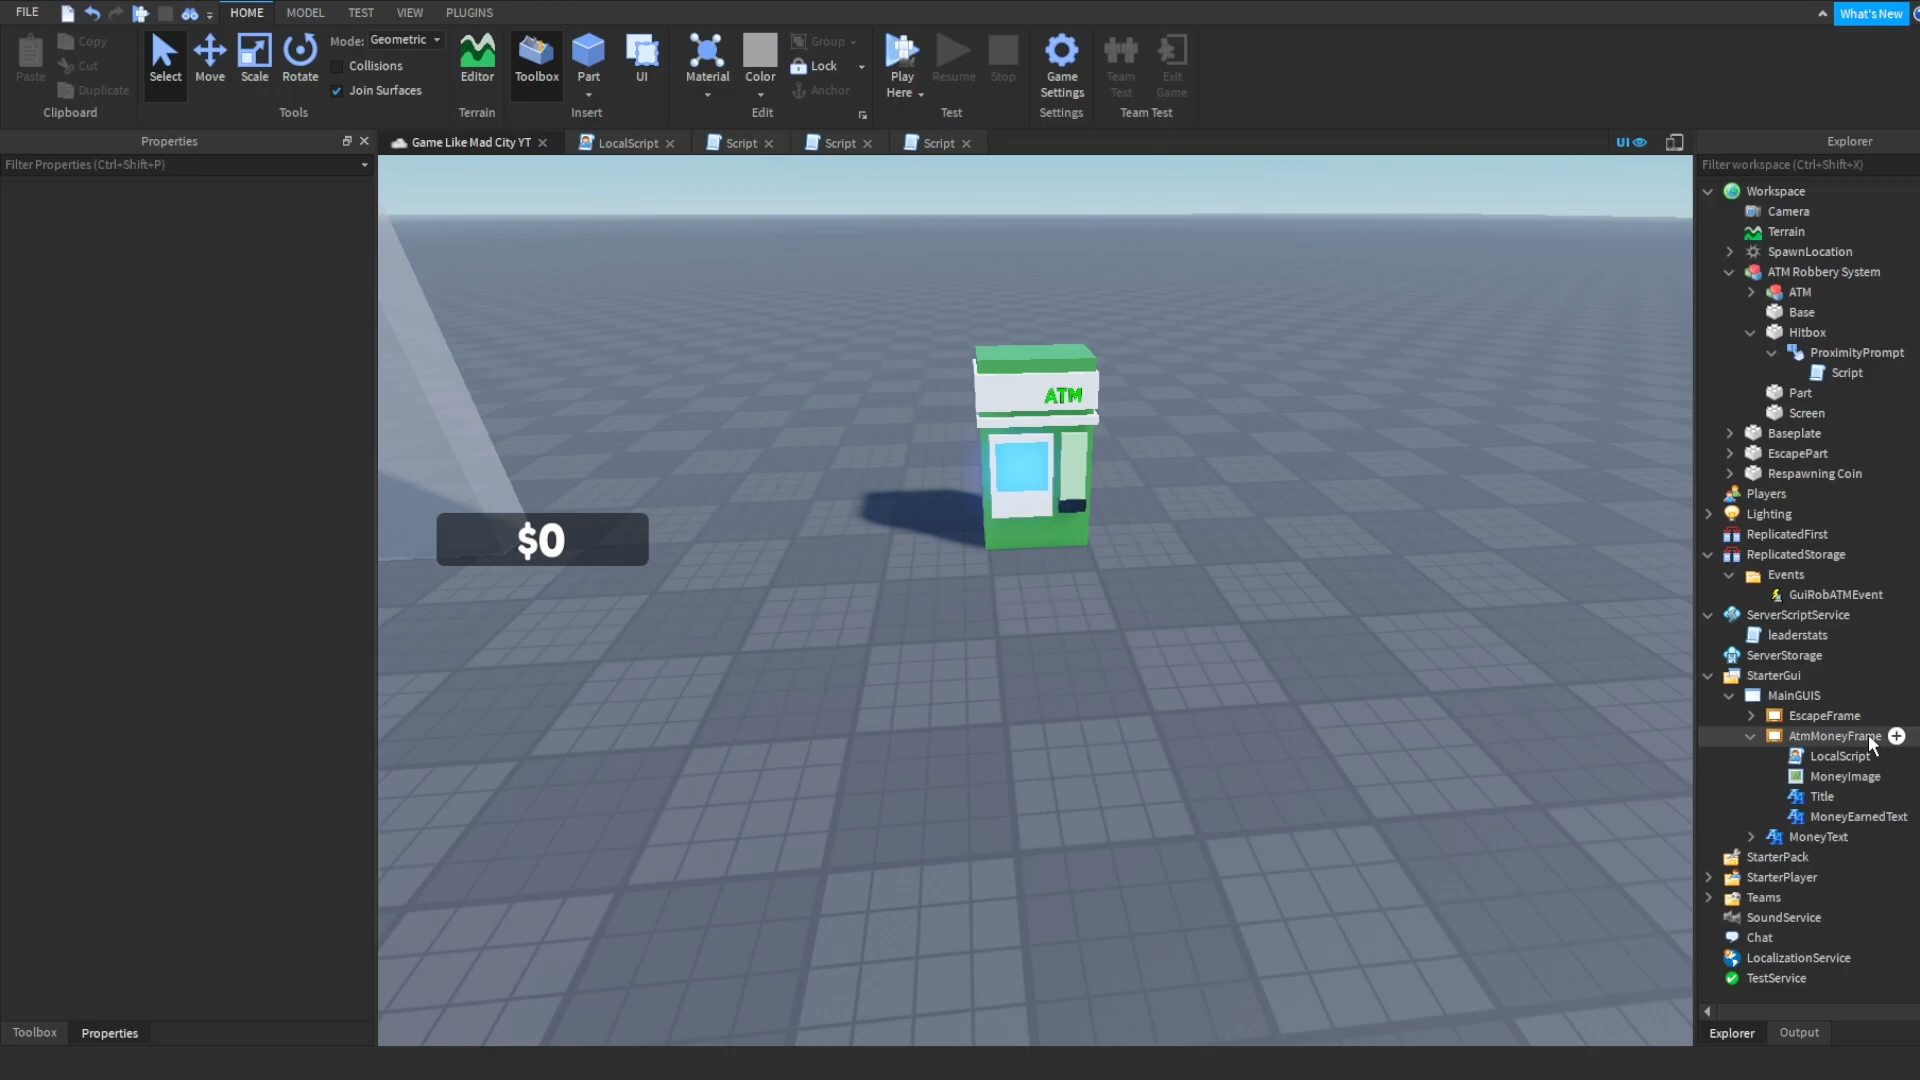 FILE HOME MODEL TEST VIEW PLUGINS What's New
Paste Copy Cut Duplicate Clipboard
Select Move Scale Rotate Mode: Geometric Collisions Join Surfaces Tools
Editor Terrain
Toolbox Part UI Insert
Material Color Group Lock Anchor Edit
Play Here Resume Stop Test
Game Settings Settings
Team Test Exit Game Team Test
Properties
Filter Properties (Ctrl+Shift+P)
Game Like Mad City YT LocalScript Script Script Script UI
ATM
$0
Explorer
Filter workspace (Ctrl+Shift+X)
Workspace
Camera
Terrain
SpawnLocation
ATM Robbery System
ATM
Base
Hitbox
ProximityPrompt
Script
Part
Screen
Baseplate
EscapePart
Respawning Coin
Players
Lighting
ReplicatedFirst
ReplicatedStorage
Events
GuiRobATMEvent
ServerScriptService
leaderstats
ServerStorage
StarterGui
MainGUIS
EscapeFrame
AtmMoneyFrame
LocalScript
MoneyImage
Title
MoneyEarnedText
MoneyText
StarterPack
StarterPlayer
Teams
SoundService
Chat
LocalizationService
TestService
Toolbox Properties
Explorer Output